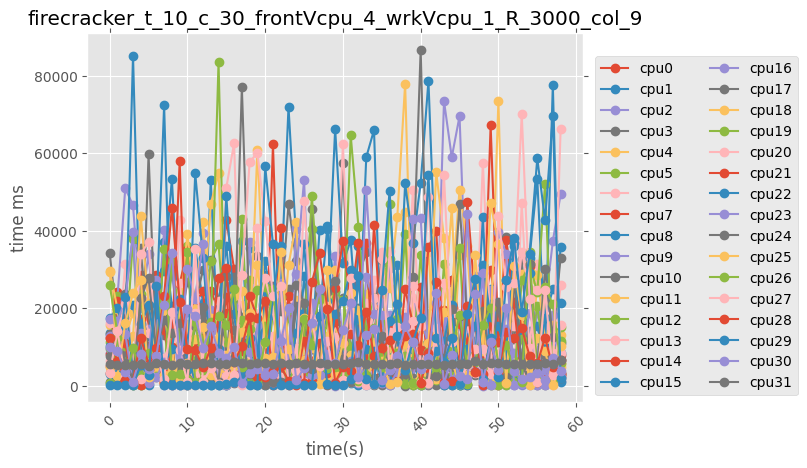 firecracker_t_10_c_30_frontVcpu_4_wrkVcpu_1_R_3000_col_9
80000
60000
40000
20000
0
time ms
0 10 20 30 40 50 60
time(s)
cpu0 cpu16
cpu1 cpu17
cpu2 cpu18
cpu3 cpu19
cpu4 cpu20
cpu5 cpu21
cpu6 cpu22
cpu7 cpu23
cpu8 cpu24
cpu9 cpu25
cpu10 cpu26
cpu11 cpu27
cpu12 cpu28
cpu13 cpu29
cpu14 cpu30
cpu15 cpu31